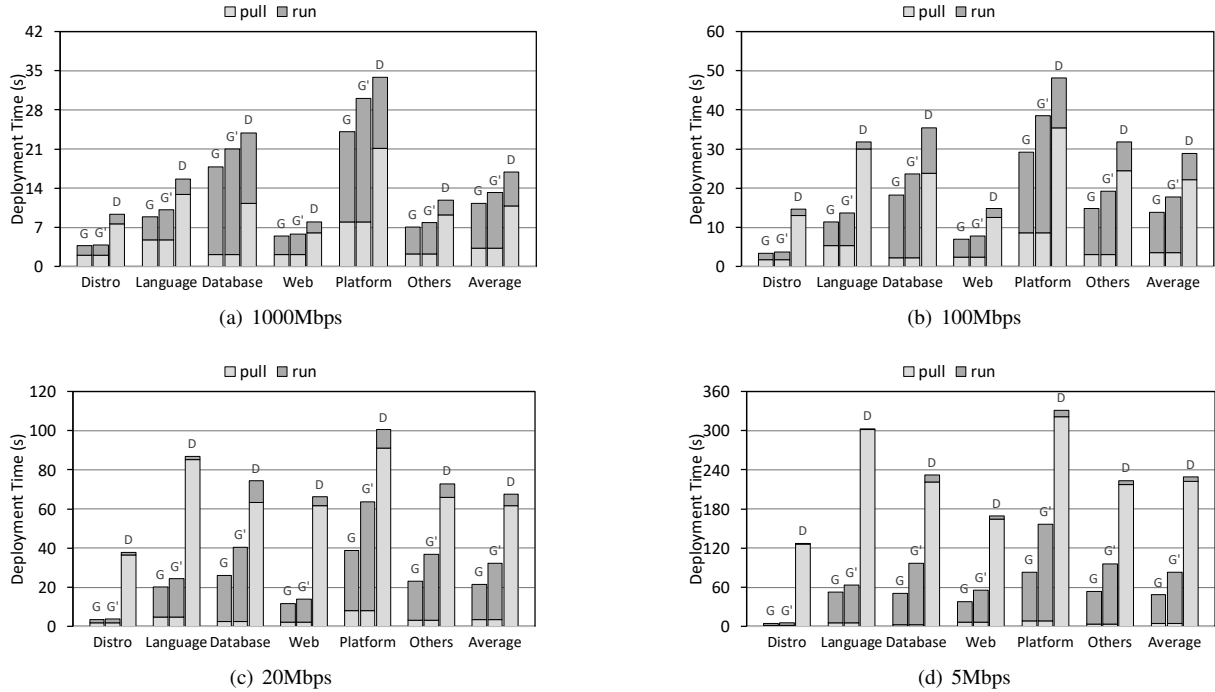 pull run
Deployment Time (s)
42
35
28
21
14
7
0
G G' D
G G' D
G G' D
G G' D
G G' D
G G' D
G G' D
Distro Language Database Web Platform Others Average
(a) 1000Mbps
pull run
Deployment Time (s)
60
50
40
30
20
10
0
G G' D
G G' D
G G' D
G G' D
G G' D
G G' D
G G' D
Distro Language Database Web Platform Others Average
(b) 100Mbps
pull run
Deployment Time (s)
120
100
80
60
40
20
0
G G' D
G G' D
G G' D
G G' D
G G' D
G G' D
G G' D
Distro Language Database Web Platform Others Average
(c) 20Mbps
pull run
Deployment Time (s)
360
300
240
180
120
60
0
G G' D
G G' D
G G' D
G G' D
G G' D
G G' D
G G' D
Distro Language Database Web Platform Others Average
(d) 5Mbps